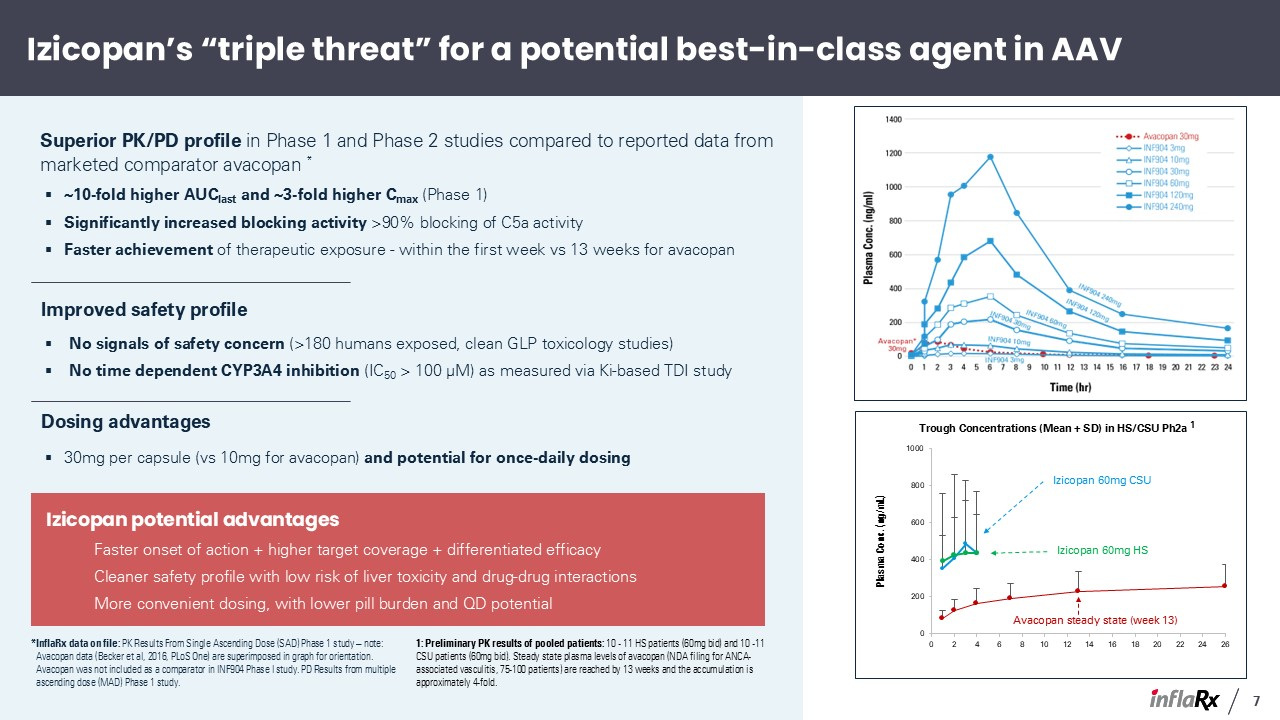 Izicopan’s “triple threat” for a potential best-in-class agent in AAV
Superior PK/PD profile in Phase 1 and Phase 2 studies compared to reported data from
marketed comparator avacopan *
▪ ~10-fold higher AUClast and ~3-fold higher Cmax (Phase 1)
▪ Significantly increased blocking activity >90% blocking of C5a activity
▪ Faster achievement of therapeutic exposure - within the first week vs 13 weeks for avacopan
Improved safety profile
▪ No signals of safety concern (>180 humans exposed, clean GLP toxicology studies)
▪ No time dependent CYP3A4 inhibition (IC50 > 100 µM) as measured via Ki-based TDI study
Dosing advantages
▪ 30mg per capsule (vs 10mg for avacopan) and potential for once-daily dosing
Izicopan potential advantages
Faster onset of action + higher target coverage + differentiated efficacy
Cleaner safety profile with low risk of liver toxicity and drug-drug interactions
More convenient dosing, with lower pill burden and QD potential
*InflaRx data on file: PK Results From Single Ascending Dose (SAD) Phase 1 study – note:
Avacopan data (Becker et al, 2016, PLoS One) are superimposed in graph for orientation.
Avacopan was not included as a comparator in INF904 Phase I study. PD Results from multiple
ascending dose (MAD) Phase 1 study.
1: Preliminary PK results of pooled patients: 10 - 11 HS patients (60mg bid) and 10 -11
CSU patients (60mg bid). Steady state plasma levels of avacopan (NDA filing for ANCA-
associated vasculitis, 75-100 patients) are reached by 13 weeks and the accumulation is
approximately 4-fold.
Plasma Conc. (ng/ml)
1400
1200
1000
800
600
400
200
0
Avacopan 30mg
INF904 3mg
INF904 10mg
INF904 30mg
INF904 60mg
INF904 120mg
INF904 240mg
INF904 240mg
INF904 120mg
INF904 60mg
INF904 30mg
INF904 10mg
INF904 3mg
Avacopan*
30mg
0 1 2 3 4 5 6 7 8 9 10 11 12 13 14 15 16 17 18 19 20 21 22 23 24
Time (hr)
Trough Concentrations (Mean + SD) in HS/CSU Ph2a 1
Plasma Conc. (ng/mL)
1000
800
600
400
200
0
Izicopan 60mg CSU
Izicopan 60mg HS
Avacopan steady state (week 13)
0 2 4 6 8 10 12 14 16 18 20 22 24 26
inflaRx / 7